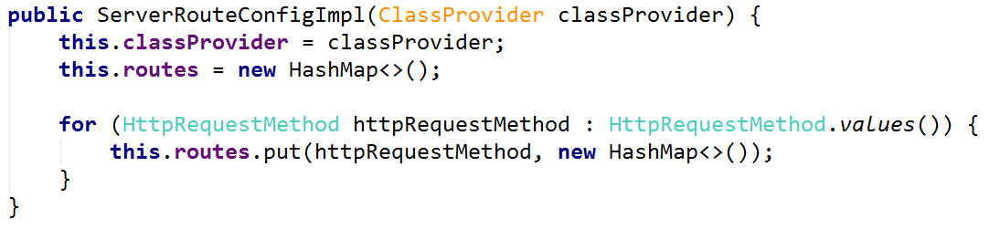 public ServerRouteConfigImpl(ClassProvider classProvider) {
    this.classProvider = classProvider;
    this.routes = new HashMap<>();

    for (HttpRequestMethod httpRequestMethod : HttpRequestMethod.values()) {
        this.routes.put(httpRequestMethod, new HashMap<>());
    }
}